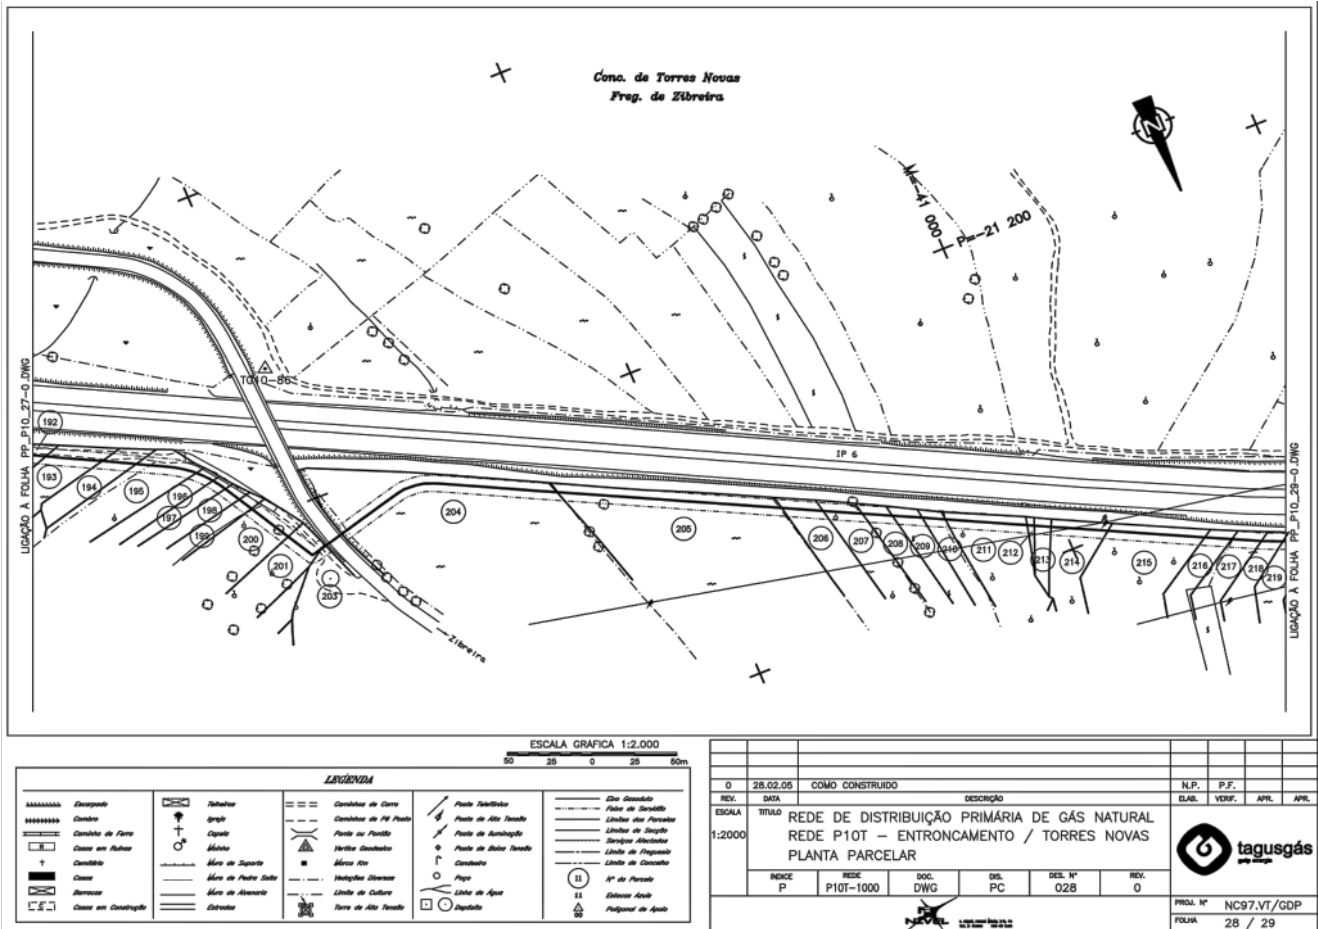 Conc. de Torres Novas
Freg. de Zibreira
N
M=-41 000
P=-21 200
TG10-86
IP 6
Zibreira
LIGAÇÃO À FOLHA PP_P10_27-0.DWG
LIGAÇÃO À FOLHA PP_P10_29-0.DWG
192
193
194
195
196
197
198
199
200
201
203
204
205
206
207
208
209
210
211
212
213
214
215
216
217
218
219
ESCALA GRAFICA 1:2.000
50 25 0 25 50m
LEGENDA
Escarpado
Combro
Caminho de Ferro
Casas em Ruínas
Cemitério
Casas
Barracas
Casas em Construção
Telheiros
Igreja
Capela
Moinho
Muro de Suporte
Muro de Pedra Solta
Muro de Alvenaria
Estradas
Caminhos de Carro
Caminhos de Pé Posto
Ponte ou Pontão
Vertice Geodesico
Marco Km
Vedações Diversas
Limite de Cultura
Torre de Alta Tensão
Poste Telefónico
Poste de Alta Tensão
Poste de Iluminação
Poste de Baixa Tensão
Candeeiro
Poço
Linha de Água
Depósito
Eixo Gasoduto
Faixa de Servidão
Limites das Parcelas
Limites de Secção
Serviços Afectados
Limite de Freguesia
Limite de Concelho
11 Nº da Parcela
11 Estacas Azuis
00 Poligonal de Apoio
0 28.02.05 COMO CONSTRUIDO N.P. P.F.
REV. DATA DESCRIÇÃO ELAB. VERIF. APR. APR.
ESCALA
1:2000
TITULO
REDE DE DISTRIBUIÇÃO PRIMÁRIA DE GÁS NATURAL
REDE P10T – ENTRONCAMENTO / TORRES NOVAS
PLANTA PARCELAR
INDICE
P
REDE
P10T-1000
DOC.
DWG
DIS.
PC
DES. Nº
028
REV.
0
tagusgás
galp energia
NIVEL
PROJ. Nº NC97.VT/GDP
FOLHA 28 / 29